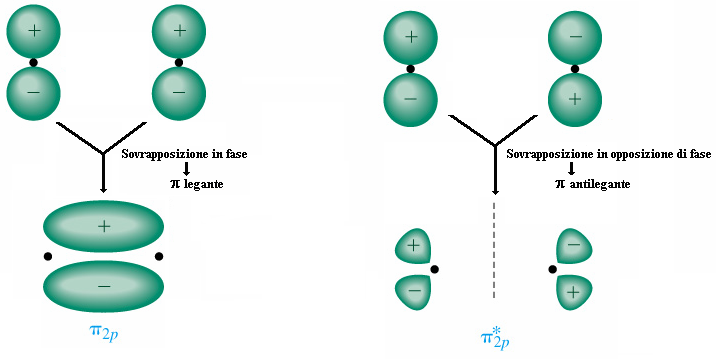 + + + −
− − − +
Sovrapposizione in fase
π legante
Sovrapposizione in opposizione di fase
π antilegante
+
−
+ −
− +
π2p
π*2p